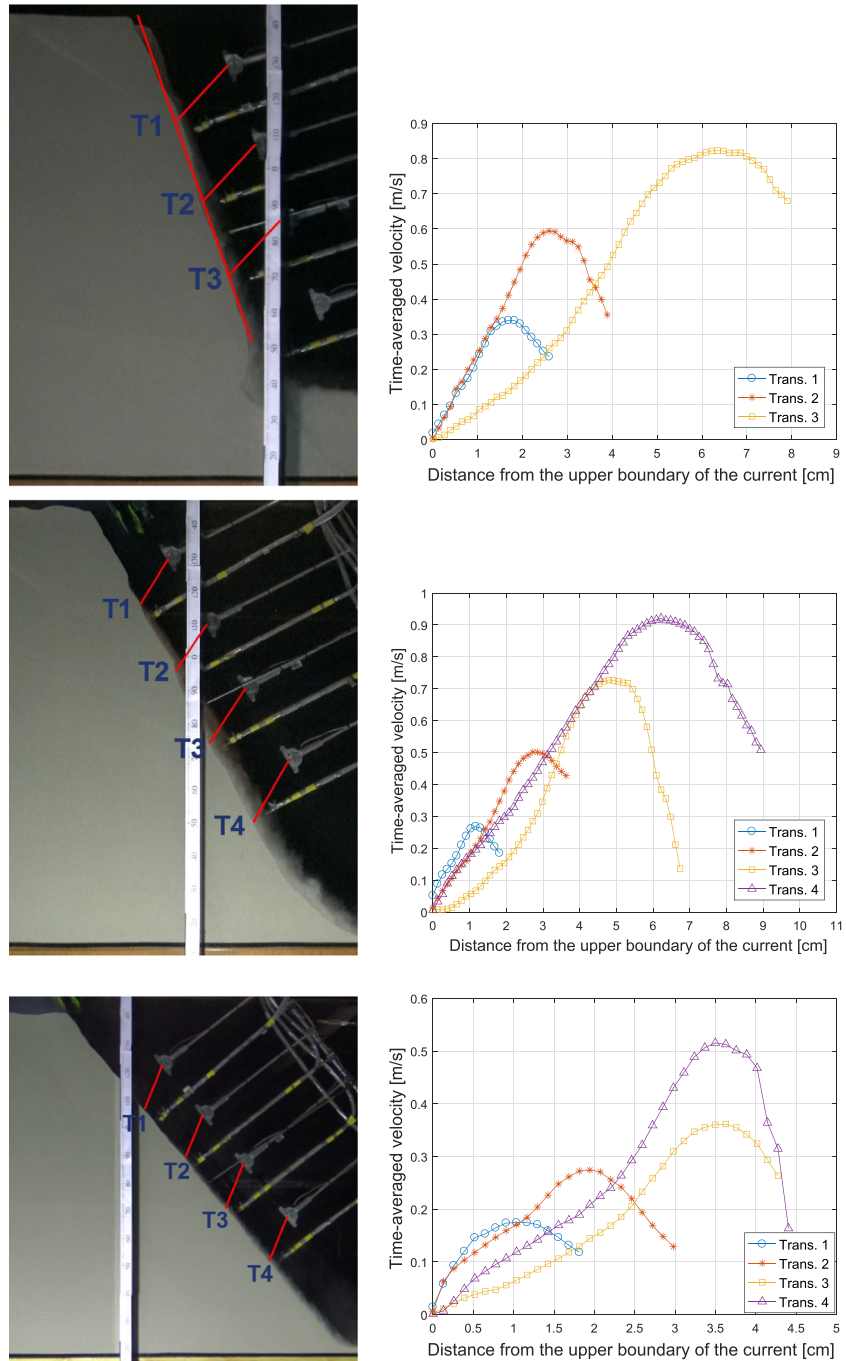 T1
T2
T3
Time-averaged velocity [m/s]
0.9
0.8
0.7
0.6
0.5
0.4
0.3
0.2
0.1
0
0 1 2 3 4 5 6 7 8 9
Distance from the upper boundary of the current [cm]
Trans. 1
Trans. 2
Trans. 3
T1
T2
T3
T4
Time-averaged velocity [m/s]
1
0.9
0.8
0.7
0.6
0.5
0.4
0.3
0.2
0.1
0
0 1 2 3 4 5 6 7 8 9 10 11
Distance from the upper boundary of the current [cm]
Trans. 1
Trans. 2
Trans. 3
Trans. 4
T1
T2
T3
T4
Time-averaged velocity [m/s]
0.6
0.5
0.4
0.3
0.2
0.1
0
0 0.5 1 1.5 2 2.5 3 3.5 4 4.5 5
Distance from the upper boundary of the current [cm]
Trans. 1
Trans. 2
Trans. 3
Trans. 4